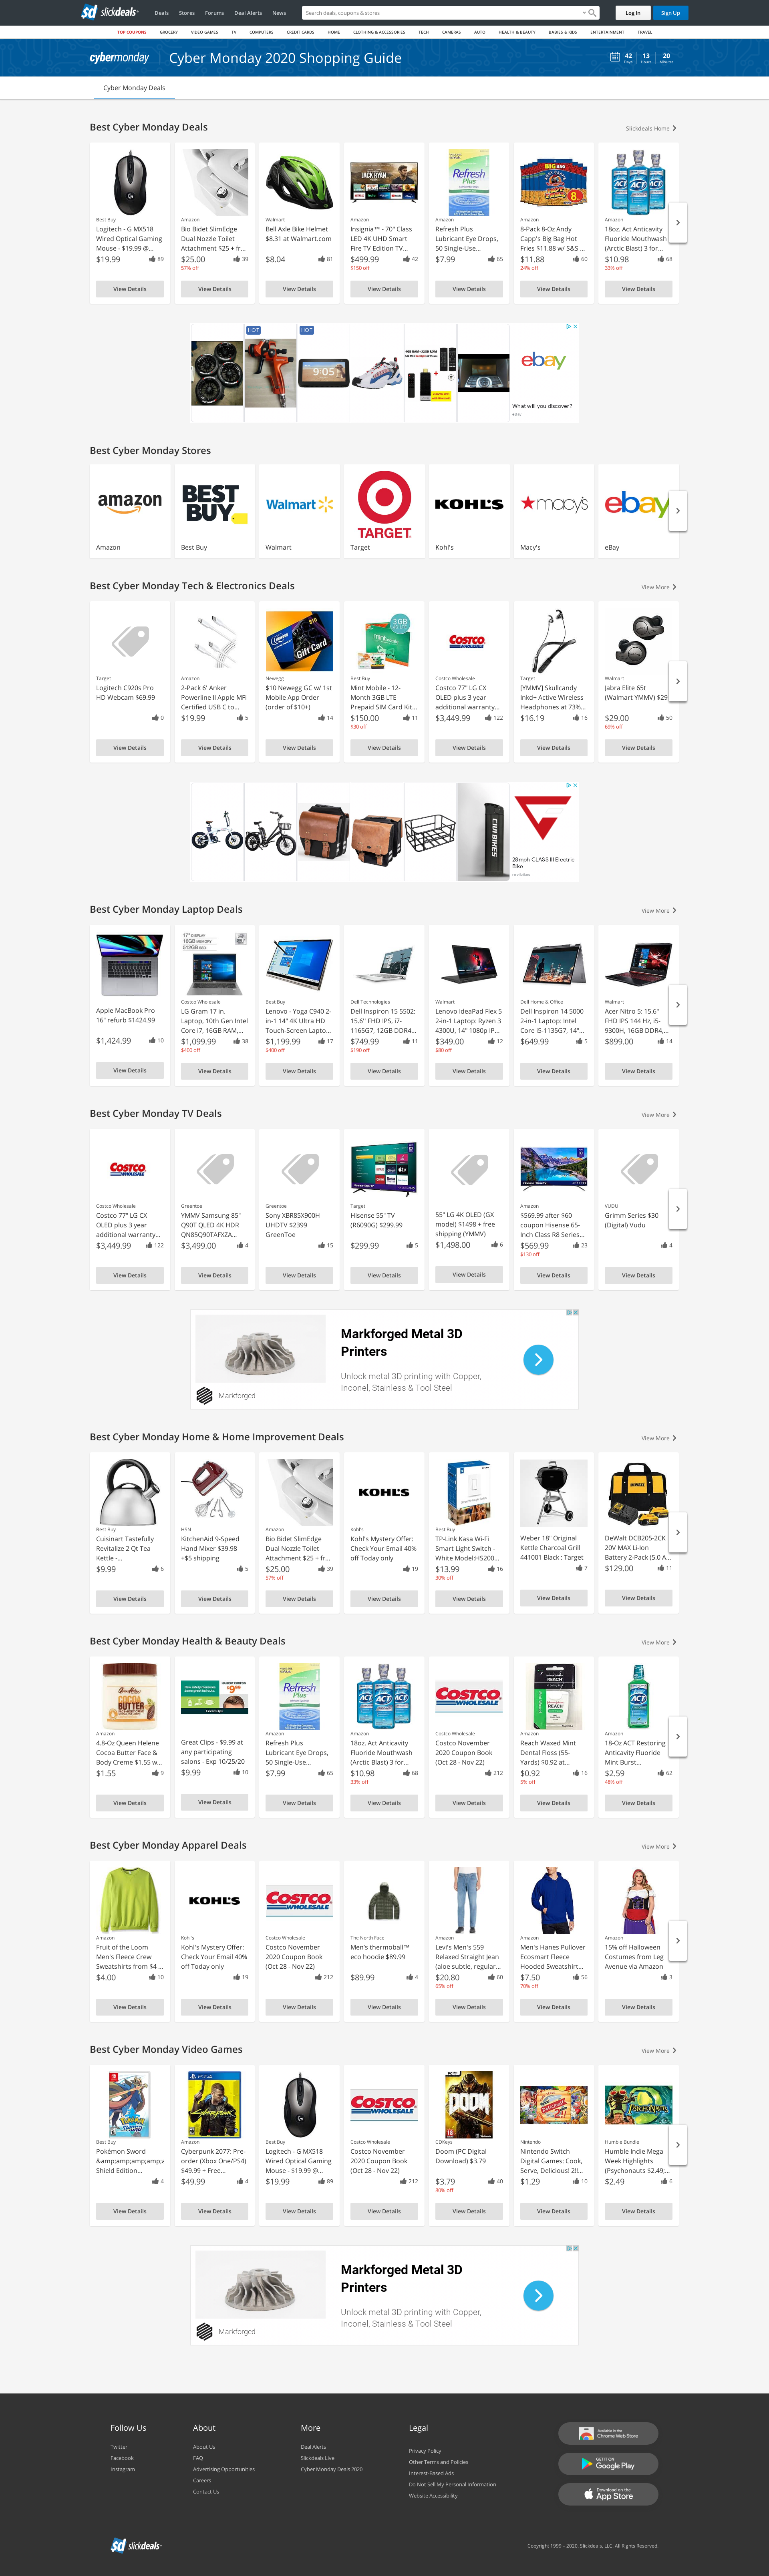 sd slickdeals
Deals Stores Forums Deal Alerts News
Search deals, coupons & stores
Log In
Sign Up
TOP COUPONS GROCERY VIDEO GAMES TV COMPUTERS CREDIT CARDS HOME CLOTHING & ACCESSORIES TECH CAMERAS AUTO HEALTH & BEAUTY BABIES & KIDS ENTERTAINMENT TRAVEL
cybermonday Cyber Monday 2020 Shopping Guide
42 13 20
Days Hours Minutes
Cyber Monday Deals
Best Cyber Monday Deals
Slickdeals Home
Best Buy
Logitech - G MX518
Wired Optical Gaming
Mouse - $19.99 @...
$19.99 89
View Details
Amazon
Bio Bidet SlimEdge
Dual Nozzle Toilet
Attachment $25 + fr...
$25.00 39
57% off
View Details
Walmart
Bell Axle Bike Helmet
$8.31 at Walmart.com
$8.04 81
View Details
Amazon
Insignia™ - 70" Class
LED 4K UHD Smart
Fire TV Edition TV...
$499.99 42
$150 off
View Details
Amazon
Refresh Plus
Lubricant Eye Drops,
50 Single-Use...
$7.99 65
View Details
Amazon
8-Pack 8-Oz Andy
Capp's Big Bag Hot
Fries $11.88 w/ S&S ...
$11.88 60
24% off
View Details
Amazon
18oz. Act Anticavity
Fluoride Mouthwash
(Arctic Blast) 3 for...
$10.98 68
33% off
View Details
HOT
HOT
9:05
ebay
What will you discover?
eBay
Best Cyber Monday Stores
amazon
Amazon
BEST BUY
Best Buy
Walmart
Walmart
TARGET
Target
KOHL'S
Kohl's
macy's
Macy's
ebay
eBay
Best Cyber Monday Tech & Electronics Deals
View More
Target
Logitech C920s Pro
HD Webcam $69.99
0
View Details
Amazon
2-Pack 6' Anker
Powerline II Apple MFi
Certified USB C to...
$19.99 5
View Details
Newegg
$10 Newegg GC w/ 1st
Mobile App Order
(order of $10+)
14
View Details
Best Buy
Mint Mobile - 12-
Month 3GB LTE
Prepaid SIM Card Kit...
$150.00 11
$30 off
View Details
Costco Wholesale
Costco 77" LG CX
OLED plus 3 year
additional warranty...
$3,449.99 122
View Details
Target
[YMMV] Skullcandy
Inkd+ Active Wireless
Headphones at 73%...
$16.19 16
View Details
Walmart
Jabra Elite 65t
(Walmart YMMV) $29
$29.00 50
69% off
View Details
28mph CLASS III Electric
Bike
Best Cyber Monday Laptop Deals
View More
Apple MacBook Pro
16" refurb $1424.99
$1,424.99 10
View Details
17" DISPLAY
16GB MEMORY
512GB SSD
Costco Wholesale
LG Gram 17 in.
Laptop, 10th Gen Intel
Core i7, 16GB RAM,...
$1,099.99 38
$400 off
View Details
Best Buy
Lenovo - Yoga C940 2-
in-1 14" 4K Ultra HD
Touch-Screen Lapto...
$1,199.99 17
$400 off
View Details
Dell Technologies
Dell Inspiron 15 5502:
15.6'' FHD IPS, i7-
1165G7, 12GB DDR4...
$749.99 11
$190 off
View Details
Walmart
Lenovo IdeaPad Flex 5
2-in-1 Laptop: Ryzen 3
4300U, 14" 1080p IP...
$349.00 12
$80 off
View Details
Dell Home & Office
Dell Inspiron 14 5000
2-in-1 Laptop: Intel
Core i5-1135G7, 14"...
$649.99 5
View Details
Walmart
Acer Nitro 5: 15.6''
FHD IPS 144 Hz, i5-
9300H, 16GB DDR4,...
$899.00 14
View Details
Best Cyber Monday TV Deals
View More
Costco Wholesale
Costco 77" LG CX
OLED plus 3 year
additional warranty...
$3,449.99 122
View Details
Greentoe
YMMV Samsung 85"
Q90T QLED 4K HDR
QN85Q90TAFXZA...
$3,499.00 4
View Details
Greentoe
Sony XBR85X900H
UHDTV $2399
GreenToe
15
View Details
Target
Hisense 55" TV
(R6090G) $299.99
$299.99 5
View Details
55" LG 4K OLED (GX
model) $1498 + free
shipping (YMMV)
$1,498.00 6
View Details
Amazon
$569.99 after $60
coupon Hisense 65-
Inch Class R8 Series...
$569.99 23
$130 off
View Details
VUDU
Grimm Series $30
(Digital) Vudu
4
View Details
Markforged Metal 3D
Printers
Unlock metal 3D printing with Copper,
Inconel, Stainless & Tool Steel
Markforged
Best Cyber Monday Home & Home Improvement Deals
View More
Best Buy
Cuisinart Tastefully
Revitalize 2 Qt Tea
Kettle -...
$9.99 6
View Details
HSN
KitchenAid 9-Speed
Hand Mixer $39.98
+$5 shipping
5
View Details
Amazon
Bio Bidet SlimEdge
Dual Nozzle Toilet
Attachment $25 + fr...
$25.00 39
57% off
View Details
KOHL'S
Kohl's
Kohl's Mystery Offer:
Check Your Email 40%
off Today only
19
View Details
Best Buy
TP-Link Kasa Wi-Fi
Smart Light Switch -
White Model:HS200...
$13.99 16
30% off
View Details
Weber 18" Original
Kettle Charcoal Grill
441001 Black : Target
7
View Details
DeWalt DCB205-2CK
20V MAX Li-Ion
Battery 2-Pack (5.0 A...
$129.00 11
View Details
Best Cyber Monday Health & Beauty Deals
View More
Amazon
4.8-Oz Queen Helene
Cocoa Butter Face &
Body Creme $1.55 w...
$1.55 9
View Details
Great Clips - $9.99 at
any participating
salons - Exp 10/25/20
$9.99 10
View Details
Amazon
Refresh Plus
Lubricant Eye Drops,
50 Single-Use...
$7.99 65
View Details
Amazon
18oz. Act Anticavity
Fluoride Mouthwash
(Arctic Blast) 3 for...
$10.98 68
33% off
View Details
Costco Wholesale
Costco November
2020 Coupon Book
(Oct 28 - Nov 22)
212
View Details
Amazon
Reach Waxed Mint
Dental Floss (55-
Yards) $0.92 at...
$0.92 16
5% off
View Details
Amazon
18-Oz ACT Restoring
Anticavity Fluoride
Mint Burst...
$2.59 62
48% off
View Details
Best Cyber Monday Apparel Deals
View More
Amazon
Fruit of the Loom
Men's Fleece Crew
Sweatshirts from $4 ...
$4.00 10
View Details
KOHL'S
Kohl's
Kohl's Mystery Offer:
Check Your Email 40%
off Today only
19
View Details
Costco Wholesale
Costco November
2020 Coupon Book
(Oct 28 - Nov 22)
212
View Details
The North Face
Men's thermoball™
eco hoodie $89.99
$89.99 4
View Details
Amazon
Levi's Men's 559
Relaxed Straight Jean
(aloe subtle, regular...
$20.80 60
65% off
View Details
Amazon
Men's Hanes Pullover
Ecosmart Fleece
Hooded Sweatshirt...
$7.50 56
70% off
View Details
Amazon
15% off Halloween
Costumes from Leg
Avenue via Amazon
3
View Details
Best Cyber Monday Video Games
View More
Best Buy
Pokémon Sword
&amp;amp;amp;amp;
Shield Edition...
4
View Details
Amazon
Cyberpunk 2077: Pre-
order (Xbox One/PS4)
$49.99 + Free...
$49.99 4
View Details
Best Buy
Logitech - G MX518
Wired Optical Gaming
Mouse - $19.99 @...
$19.99 89
View Details
Costco Wholesale
Costco November
2020 Coupon Book
(Oct 28 - Nov 22)
212
View Details
CDKeys
Doom (PC Digital
Download) $3.79
$3.79 40
80% off
View Details
Nintendo
Nintendo Switch
Digital Games: Cook,
Serve, Delicious! 2!!...
$1.29 10
View Details
Humble Bundle
Humble Indie Mega
Week Highlights
(Psychonauts $2.49;...
$2.49 6
View Details
Markforged Metal 3D
Printers
Unlock metal 3D printing with Copper,
Inconel, Stainless & Tool Steel
Markforged
Follow Us
Twitter
Facebook
Instagram
About
About Us
FAQ
Advertising Opportunities
Careers
Contact Us
More
Deal Alerts
Slickdeals Live
Cyber Monday Deals 2020
Legal
Privacy Policy
Other Terms and Policies
Interest-Based Ads
Do Not Sell My Personal Information
Website Accessibility
Available in the
Chrome Web Store
GET IT ON
Google Play
Download on the
App Store
sd slickdeals
Copyright 1999 – 2020. Slickdeals, LLC. All Rights Reserved.